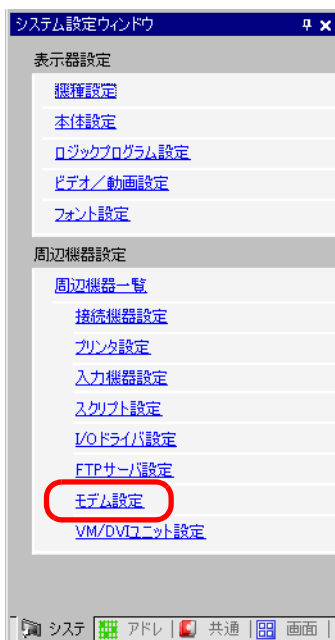 システム設定ウィンドウ
表示器設定
機種設定
本体設定
ロジックプログラム設定
ビデオ／動画設定
フォント設定
周辺機器設定
周辺機器一覧
接続機器設定
プリンタ設定
入力機器設定
スクリプト設定
I/Oドライバ設定
FTPサーバ設定
モデム設定
VM/DVIユニット設定
システ アドレ 共通 画面